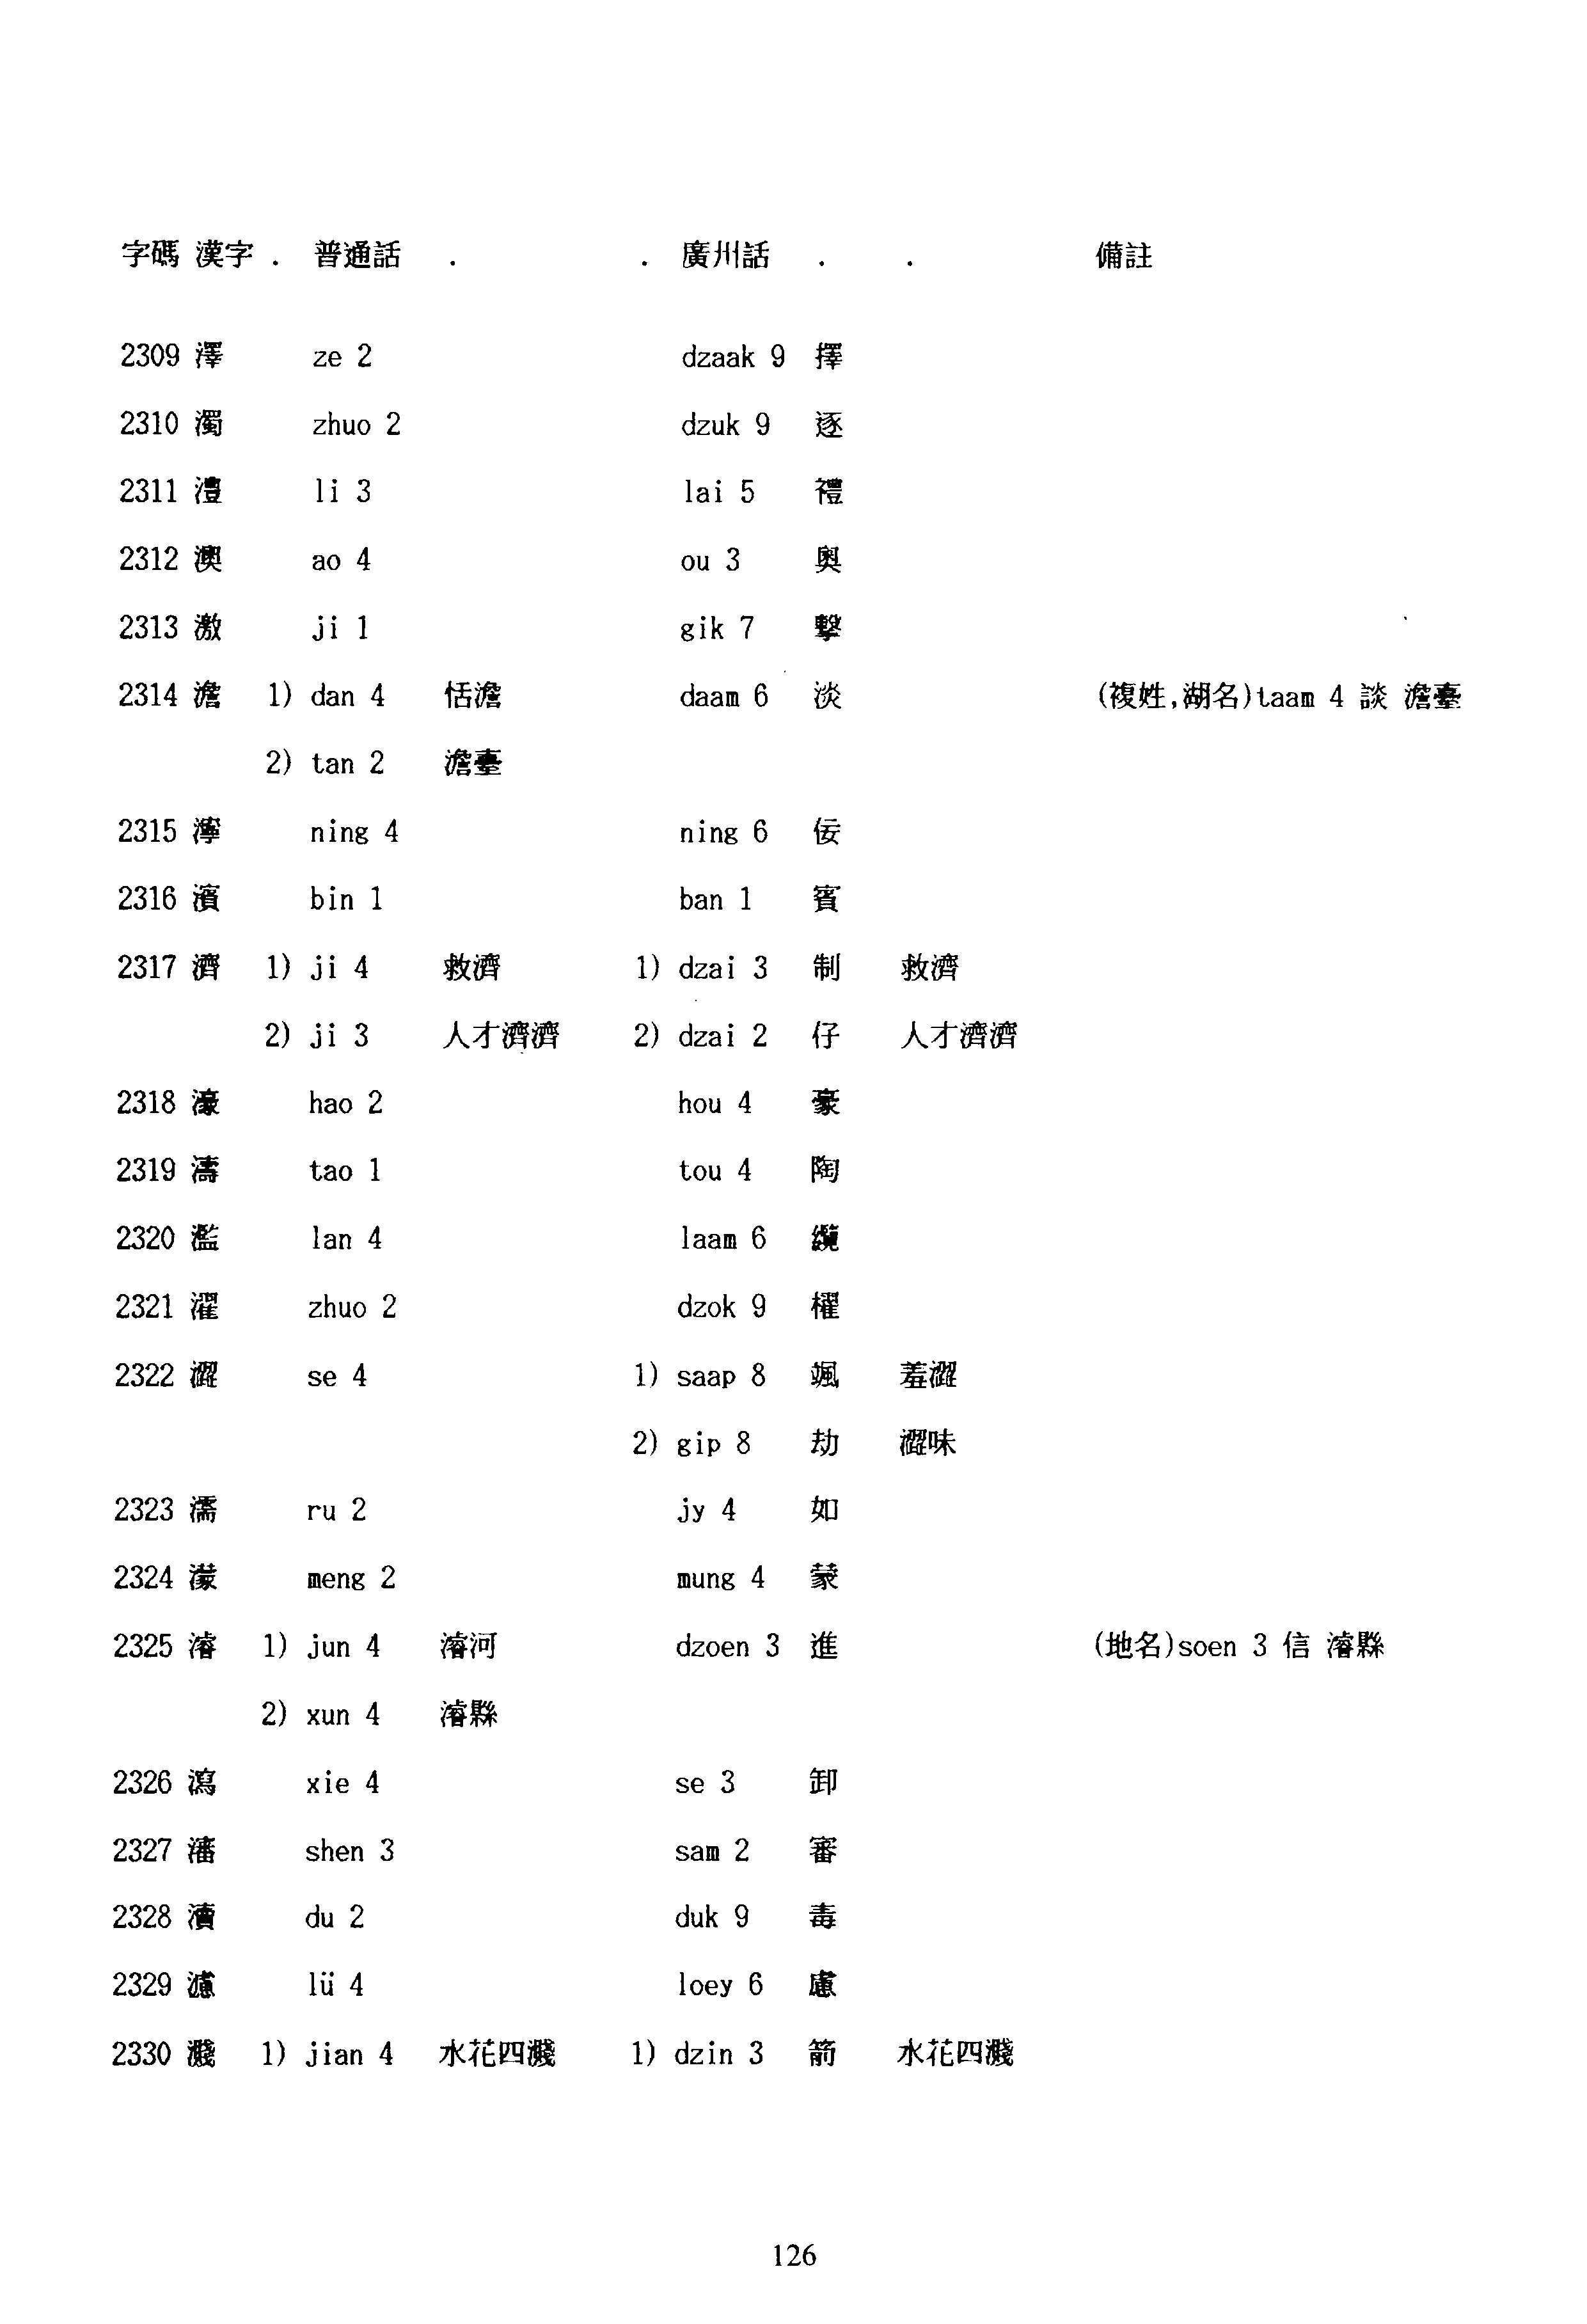 字碼 漢字 . 普通話 . . 廣州話 . . 備註
2309 澤 ze 2 dzaak 9 擇
2310 濁 zhuo 2 dzuk 9 逐
2311 澧 li 3 lai 5 禮
2312 澳 ao 4 ou 3 奧
2313 激 ji 1 gik 7 擊
2314 澹 1) dan 4 恬澹 daam 6 淡 (複姓,湖名)taam 4 談 澹臺
2) tan 2 澹臺
2315 濘 ning 4 ning 6 佞
2316 濱 bin 1 ban 1 賓
2317 濟 1) ji 4 救濟 1) dzai 3 制 救濟
2) ji 3 人才濟濟 2) dzai 2 仔 人才濟濟
2318 濠 hao 2 hou 4 豪
2319 濤 tao 1 tou 4 陶
2320 濫 lan 4 laam 6 纜
2321 濯 zhuo 2 dzok 9 櫂
2322 澀 se 4 1) saap 8 颯 羞澀
2) gip 8 劫 澀味
2323 濡 ru 2 jy 4 如
2324 濛 meng 2 mung 4 蒙
2325 濬 1) jun 4 濬河 dzoen 3 進 (地名)soen 3 信 濬縣
2) xun 4 濬縣
2326 瀉 xie 4 se 3 卸
2327 瀋 shen 3 sam 2 審
2328 瀆 du 2 duk 9 毒
2329 濾 lü 4 loey 6 慮
2330 濺 1) jian 4 水花四濺 1) dzin 3 箭 水花四濺
126